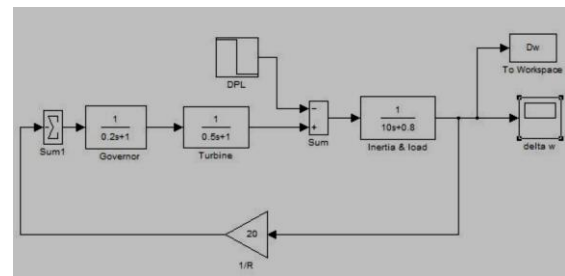 Dw
To Workspace
DPL
1
0.2s+1
Governor
1
0.5s+1
Turbine
Sum1
Sum
1
10s+0.8
Inertia & load
delta w
20
1/R